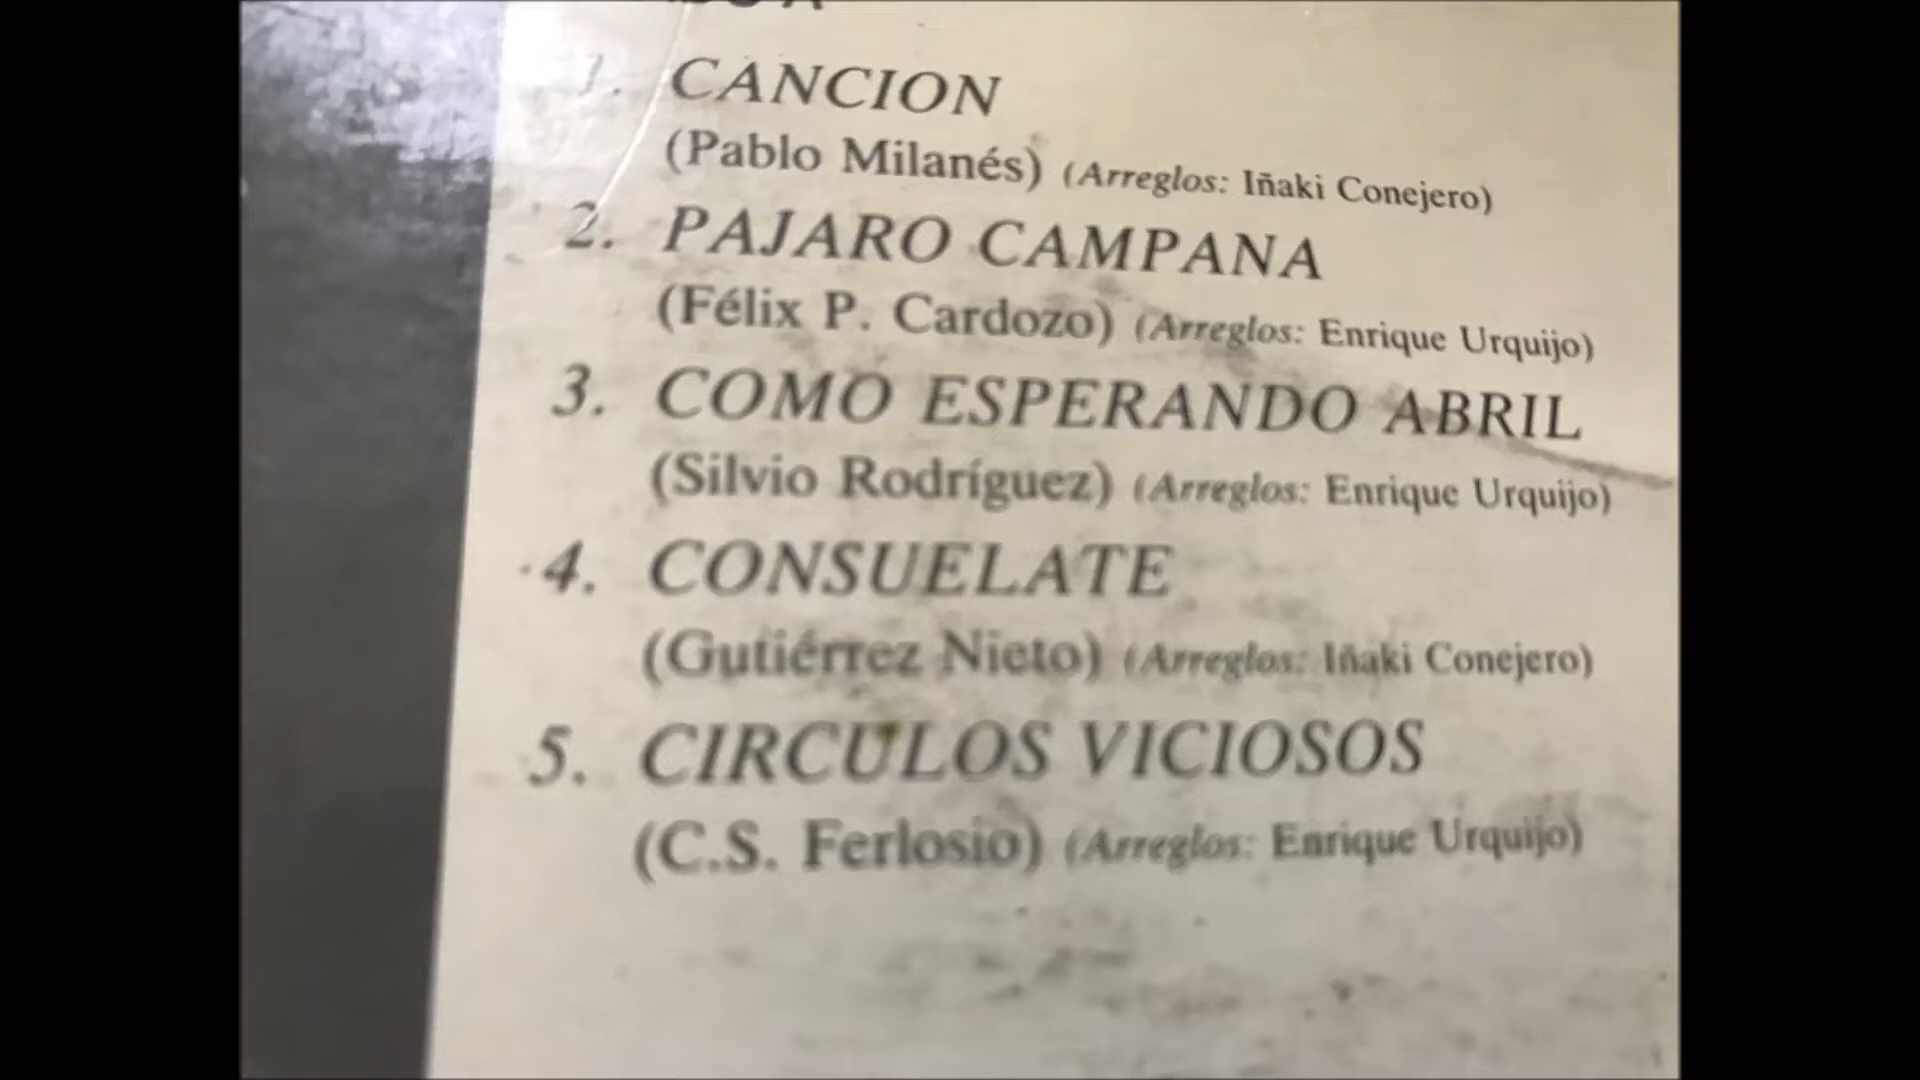 1. CANCION
(Pablo Milanés) (Arreglos: Iñaki Conejero)
2. PAJARO CAMPANA
(Félix P. Cardozo) (Arreglos: Enrique Urquijo)
3. COMO ESPERANDO ABRIL
(Silvio Rodríguez) (Arreglos: Enrique Urquijo)
4. CONSUELATE
(Gutiérrez Nieto) (Arreglos: Iñaki Conejero)
5. CIRCULOS VICIOSOS
(C.S. Ferlosio) (Arreglos: Enrique Urquijo)